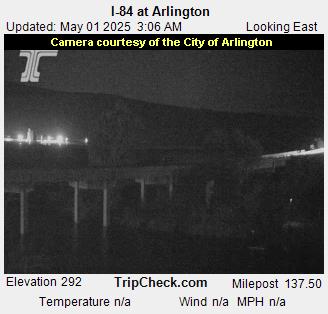 I-84 at Arlington
Updated: May 01 2025 3:06 AM Looking East
Camera courtesy of the City of Arlington
Elevation 292 TripCheck.com Milepost 137.50
Temperature n/a Wind n/a MPH n/a